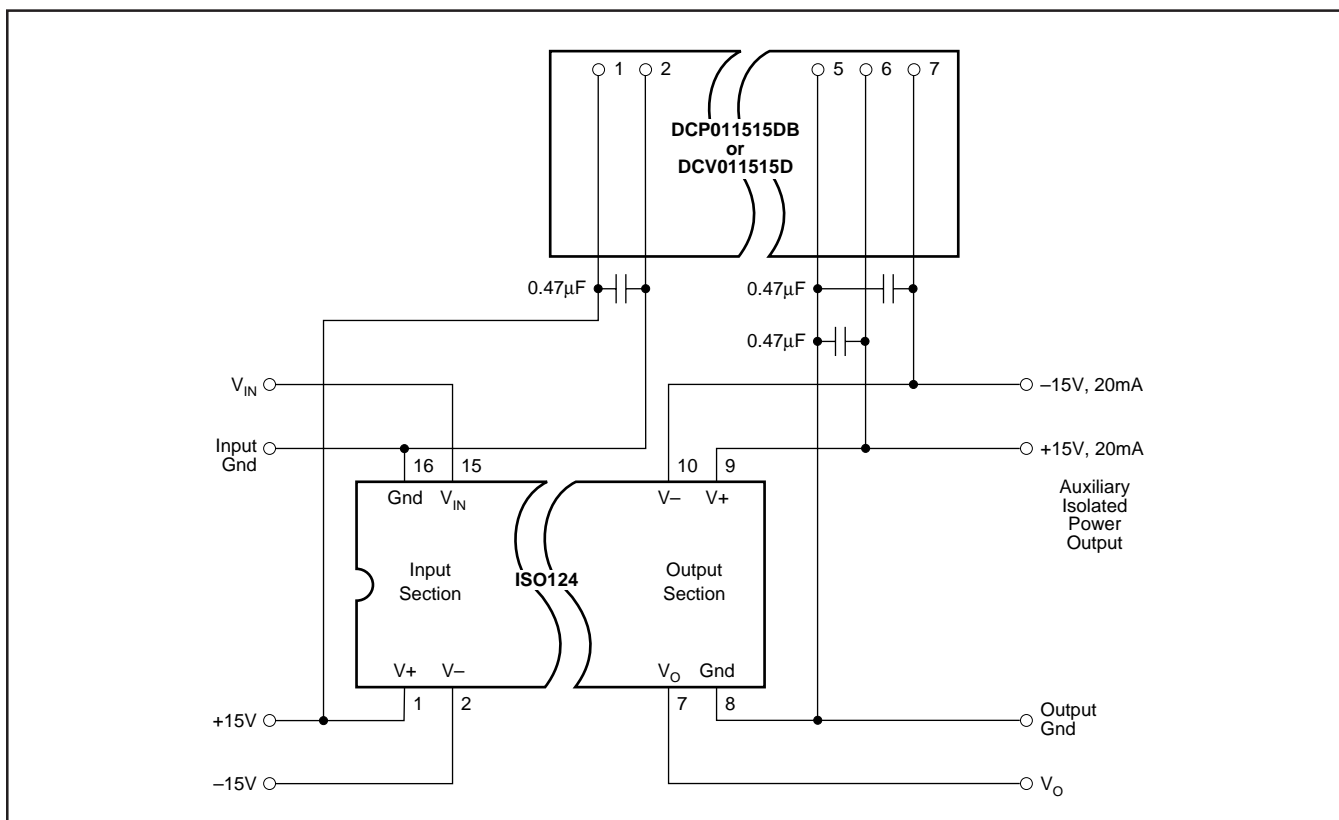 1 2 5 6 7
DCP011515DB
or
DCV011515D
0.47µF 0.47µF
0.47µF
V_IN –15V, 20mA
Input
Gnd
+15V, 20mA
16 15 10 9
Gnd V_IN V– V+
Auxiliary
Isolated
Power
Output
Input
Section
ISO124
Output
Section
V+ V– V_O Gnd
1 2 7 8
+15V
Output
Gnd
–15V V_O